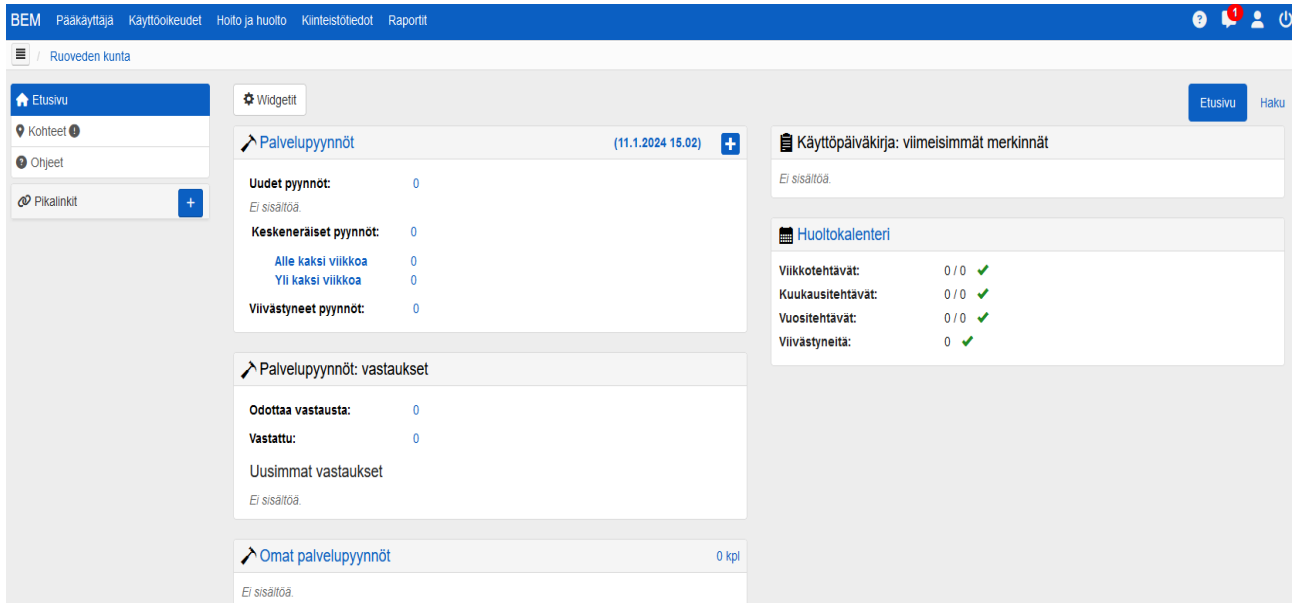 BEM Pääkäyttäjä Käyttöoikeudet Hoito ja huolto Kiinteistötiedot Raportit 1
/ Ruoveden kunta
Etusivu
Kohteet
Ohjeet
Pikalinkit +
Widgetit
Etusivu Haku
Palvelupyynnöt (11.1.2024 15.02) +
Uudet pyynnöt: 0
Ei sisältöä.
Keskeneräiset pyynnöt: 0
Alle kaksi viikkoa 0
Yli kaksi viikkoa 0
Viivästyneet pyynnöt: 0
Palvelupyynnöt: vastaukset
Odottaa vastausta: 0
Vastattu: 0
Uusimmat vastaukset
Ei sisältöä.
Omat palvelupyynnöt 0 kpl
Ei sisältöä.
Käyttöpäiväkirja: viimeisimmät merkinnät
Ei sisältöä.
Huoltokalenteri
Viikkotehtävät: 0 / 0
Kuukausitehtävät: 0 / 0
Vuositehtävät: 0 / 0
Viivästyneitä: 0